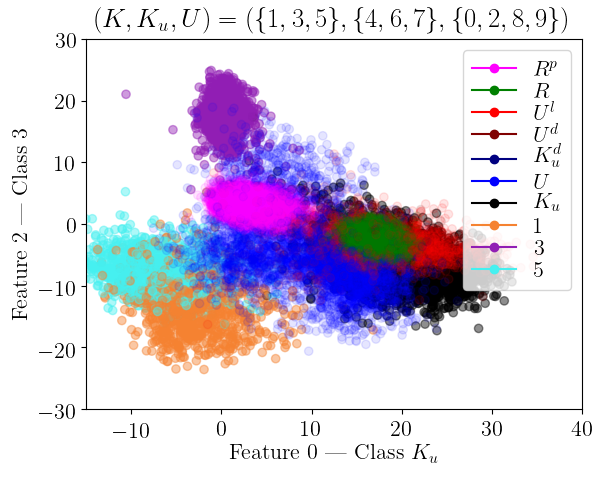 (K, K_u, U) = ({1, 3, 5}, {4, 6, 7}, {0, 2, 8, 9})
30
20
10
0
−10
−20
−30
Feature 2 — Class 3
R^p
R
U^l
U^d
K_u^d
U
K_u
1
3
5
−10
0
10
20
30
40
Feature 0 — Class K_u